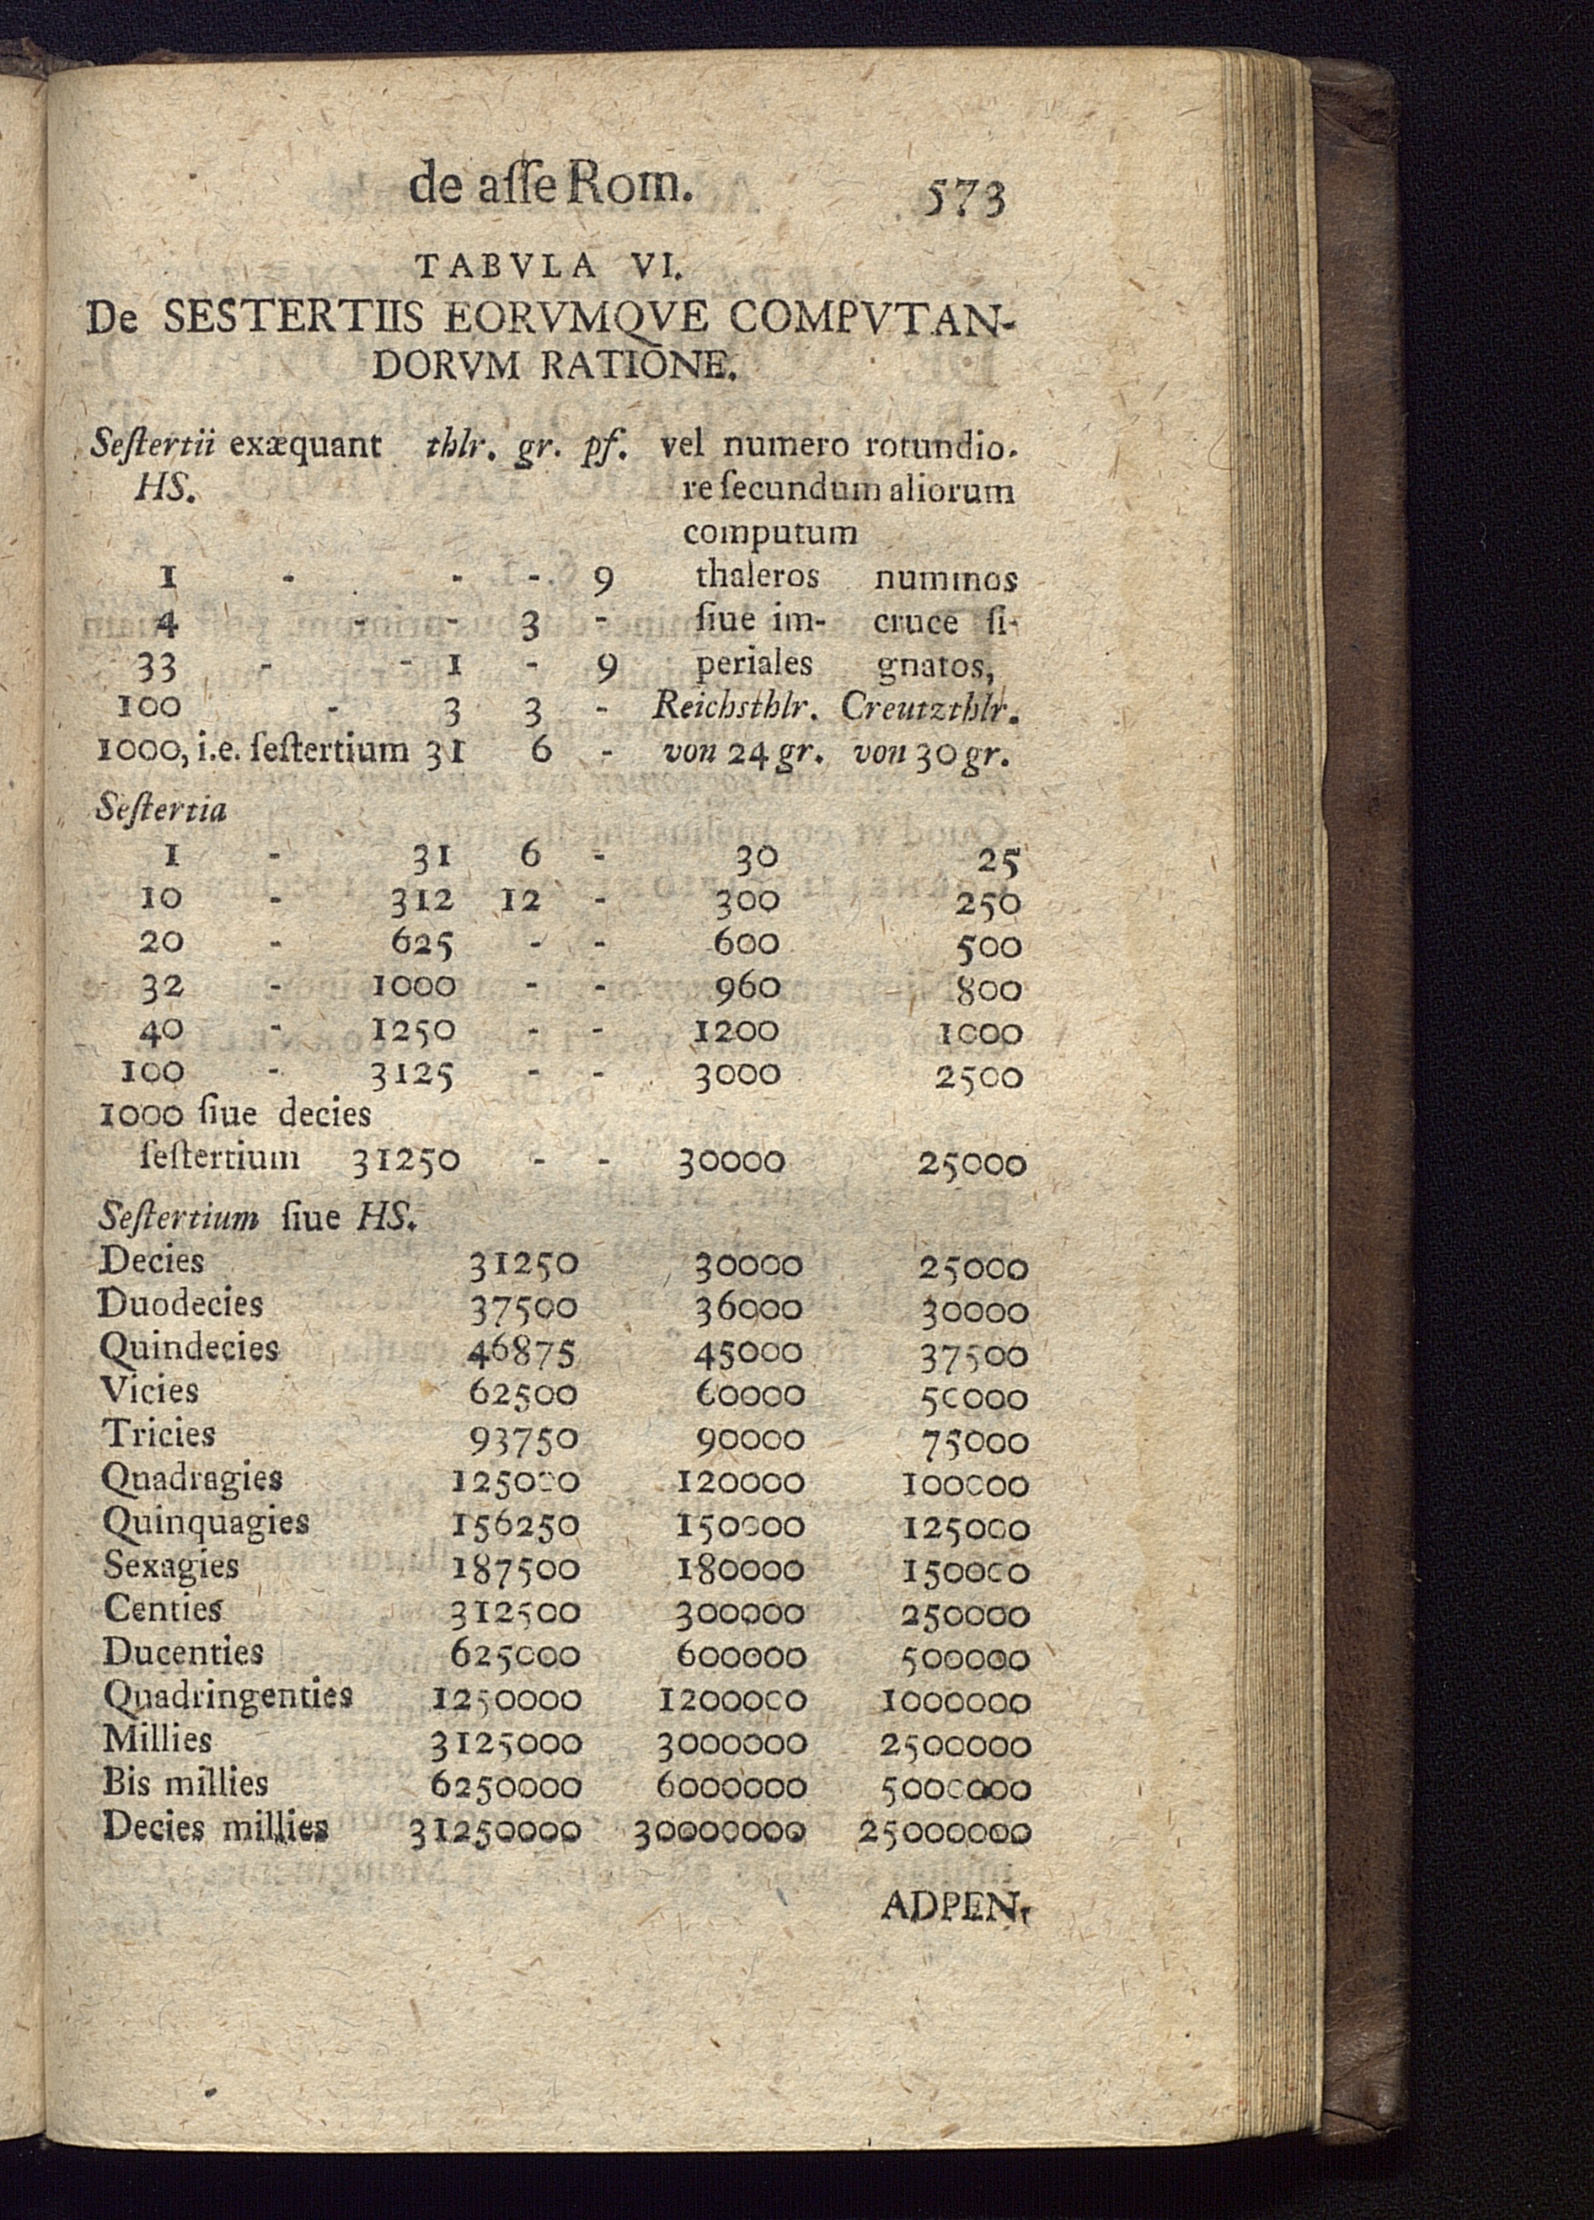 de aſſe Rom. 573
TABVLA VI.
De SESTERTIIS EORVMQVE COMPVTAN-
DORVM RATIONE.
Seſtertii exæquant thlr. gr. pf. vel numero rotundio-
HS. re ſecundum aliorum
computum
1 - - - 9 thaleros nummos
4 - - 3 - ſiue im- cruce ſi-
33 - - 1 - 9 periales gnatos,
100 - 3 3 - Reichsthlr. Creutzthlr.
1000, i.e. ſeſtertium 31 6 - von 24 gr. von 30 gr.
Seſtertia
1 - 31 6 - 30 25
10 - 312 12 - 300 250
20 - 625 - - 600 500
32 - 1000 - - 960 800
40 - 1250 - - 1200 1000
100 - 3125 - - 3000 2500
1000 ſiue decies
ſeſtertium 31250 - - 30000 25000
Seſtertium ſiue HS.
Decies 31250 30000 25000
Duodecies 37500 36000 30000
Quindecies 46875 45000 37500
Vicies 62500 60000 50000
Tricies 93750 90000 75000
Quadragies 125000 120000 100000
Quinquagies 156250 150000 125000
Sexagies 187500 180000 150000
Centies 312500 300000 250000
Ducenties 625000 600000 500000
Quadringenties 1250000 1200000 1000000
Millies 3125000 3000000 2500000
Bis millies 6250000 6000000 5000000
Decies millies 31250000 30000000 25000000
ADPEN-